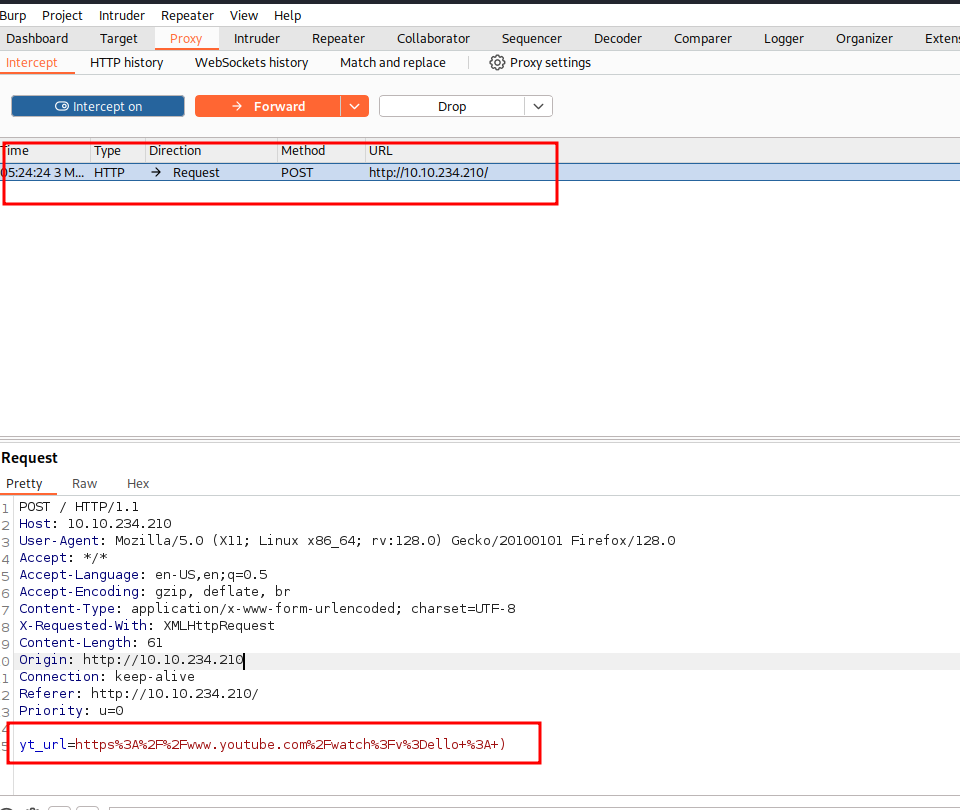 Burp Project Intruder Repeater View Help
Dashboard Target Proxy Intruder Repeater Collaborator Sequencer Decoder Comparer Logger Organizer Exten
Intercept HTTP history WebSockets history Match and replace Proxy settings
Intercept on Forward Drop
Time Type Direction Method URL
05:24:24 3 M... HTTP → Request POST http://10.10.234.210/
Request
Pretty Raw Hex
1 POST / HTTP/1.1
2 Host: 10.10.234.210
3 User-Agent: Mozilla/5.0 (X11; Linux x86_64; rv:128.0) Gecko/20100101 Firefox/128.0
4 Accept: */*
5 Accept-Language: en-US,en;q=0.5
6 Accept-Encoding: gzip, deflate, br
7 Content-Type: application/x-www-form-urlencoded; charset=UTF-8
8 X-Requested-With: XMLHttpRequest
9 Content-Length: 61
0 Origin: http://10.10.234.210
1 Connection: keep-alive
2 Referer: http://10.10.234.210/
3 Priority: u=0
4
5 yt_url=https%3A%2F%2Fwww.youtube.com%2Fwatch%3Fv%3Dello+%3A+)